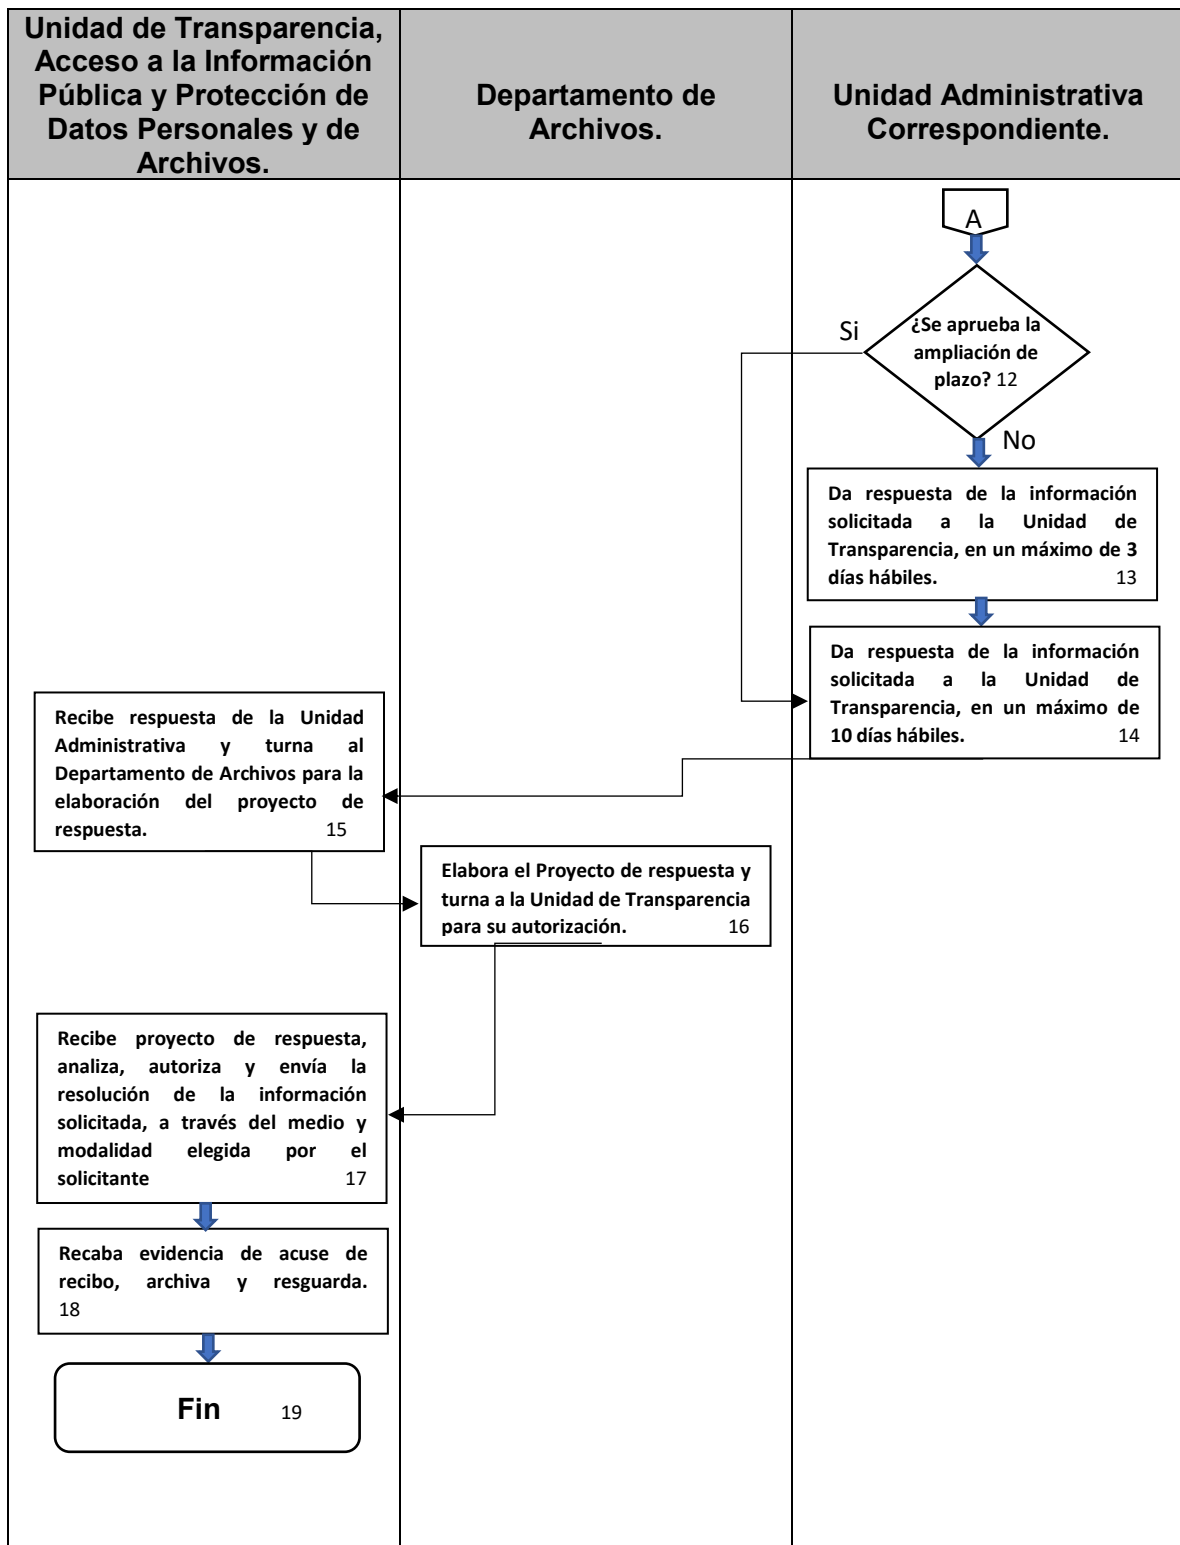 Unidad de Transparencia,
Acceso a la Información
Pública y Protección de
Datos Personales y de
Archivos.
Departamento de
Archivos.
Unidad Administrativa
Correspondiente.
A
¿Se aprueba la
ampliación de
plazo? 12
Si
No
Da respuesta de la información
solicitada a la Unidad de
Transparencia, en un máximo de 3
días hábiles. 13
Da respuesta de la información
solicitada a la Unidad de
Transparencia, en un máximo de
10 días hábiles. 14
Recibe respuesta de la Unidad
Administrativa y turna al
Departamento de Archivos para la
elaboración del proyecto de
respuesta. 15
Elabora el Proyecto de respuesta y
turna a la Unidad de Transparencia
para su autorización. 16
Recibe proyecto de respuesta,
analiza, autoriza y envía la
resolución de la información
solicitada, a través del medio y
modalidad elegida por el
solicitante 17
Recaba evidencia de acuse de
recibo, archiva y resguarda.
18
Fin 19